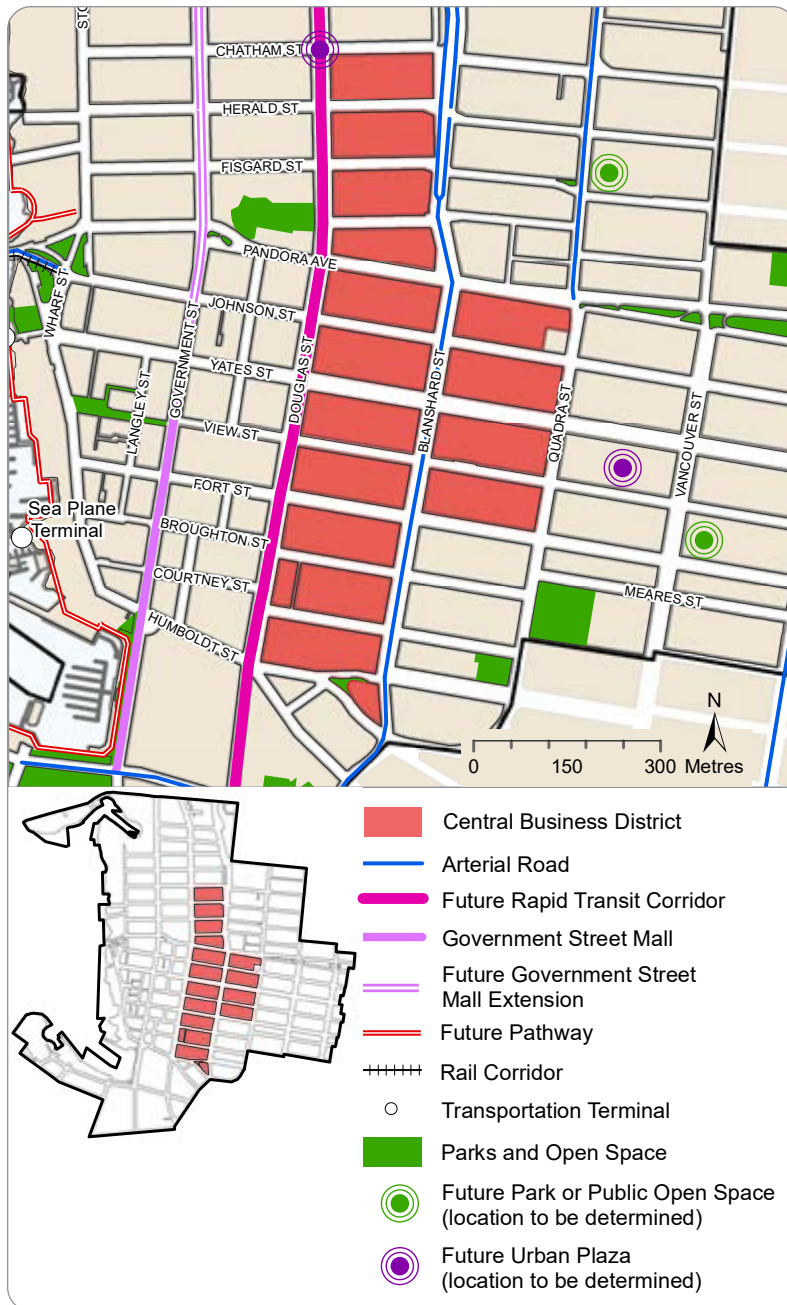 STO
CHATHAM ST
HERALD ST
FISGARD ST
PANDORA AVE
WHARF ST
JOHNSON ST
GOVERNMENT ST
DOUGLAS ST
YATES ST
LANGLEY ST
BLANSHARD ST
QUADRA ST
VANCOUVER ST
VIEW ST
FORT ST
Sea Plane
Terminal
BROUGHTON ST
COURTNEY ST
MEARES ST
HUMBOLDT ST
N
0 150 300 Metres
Central Business District
Arterial Road
Future Rapid Transit Corridor
Government Street Mall
Future Government Street
Mall Extension
Future Pathway
Rail Corridor
Transportation Terminal
Parks and Open Space
Future Park or Public Open Space
(location to be determined)
Future Urban Plaza
(location to be determined)